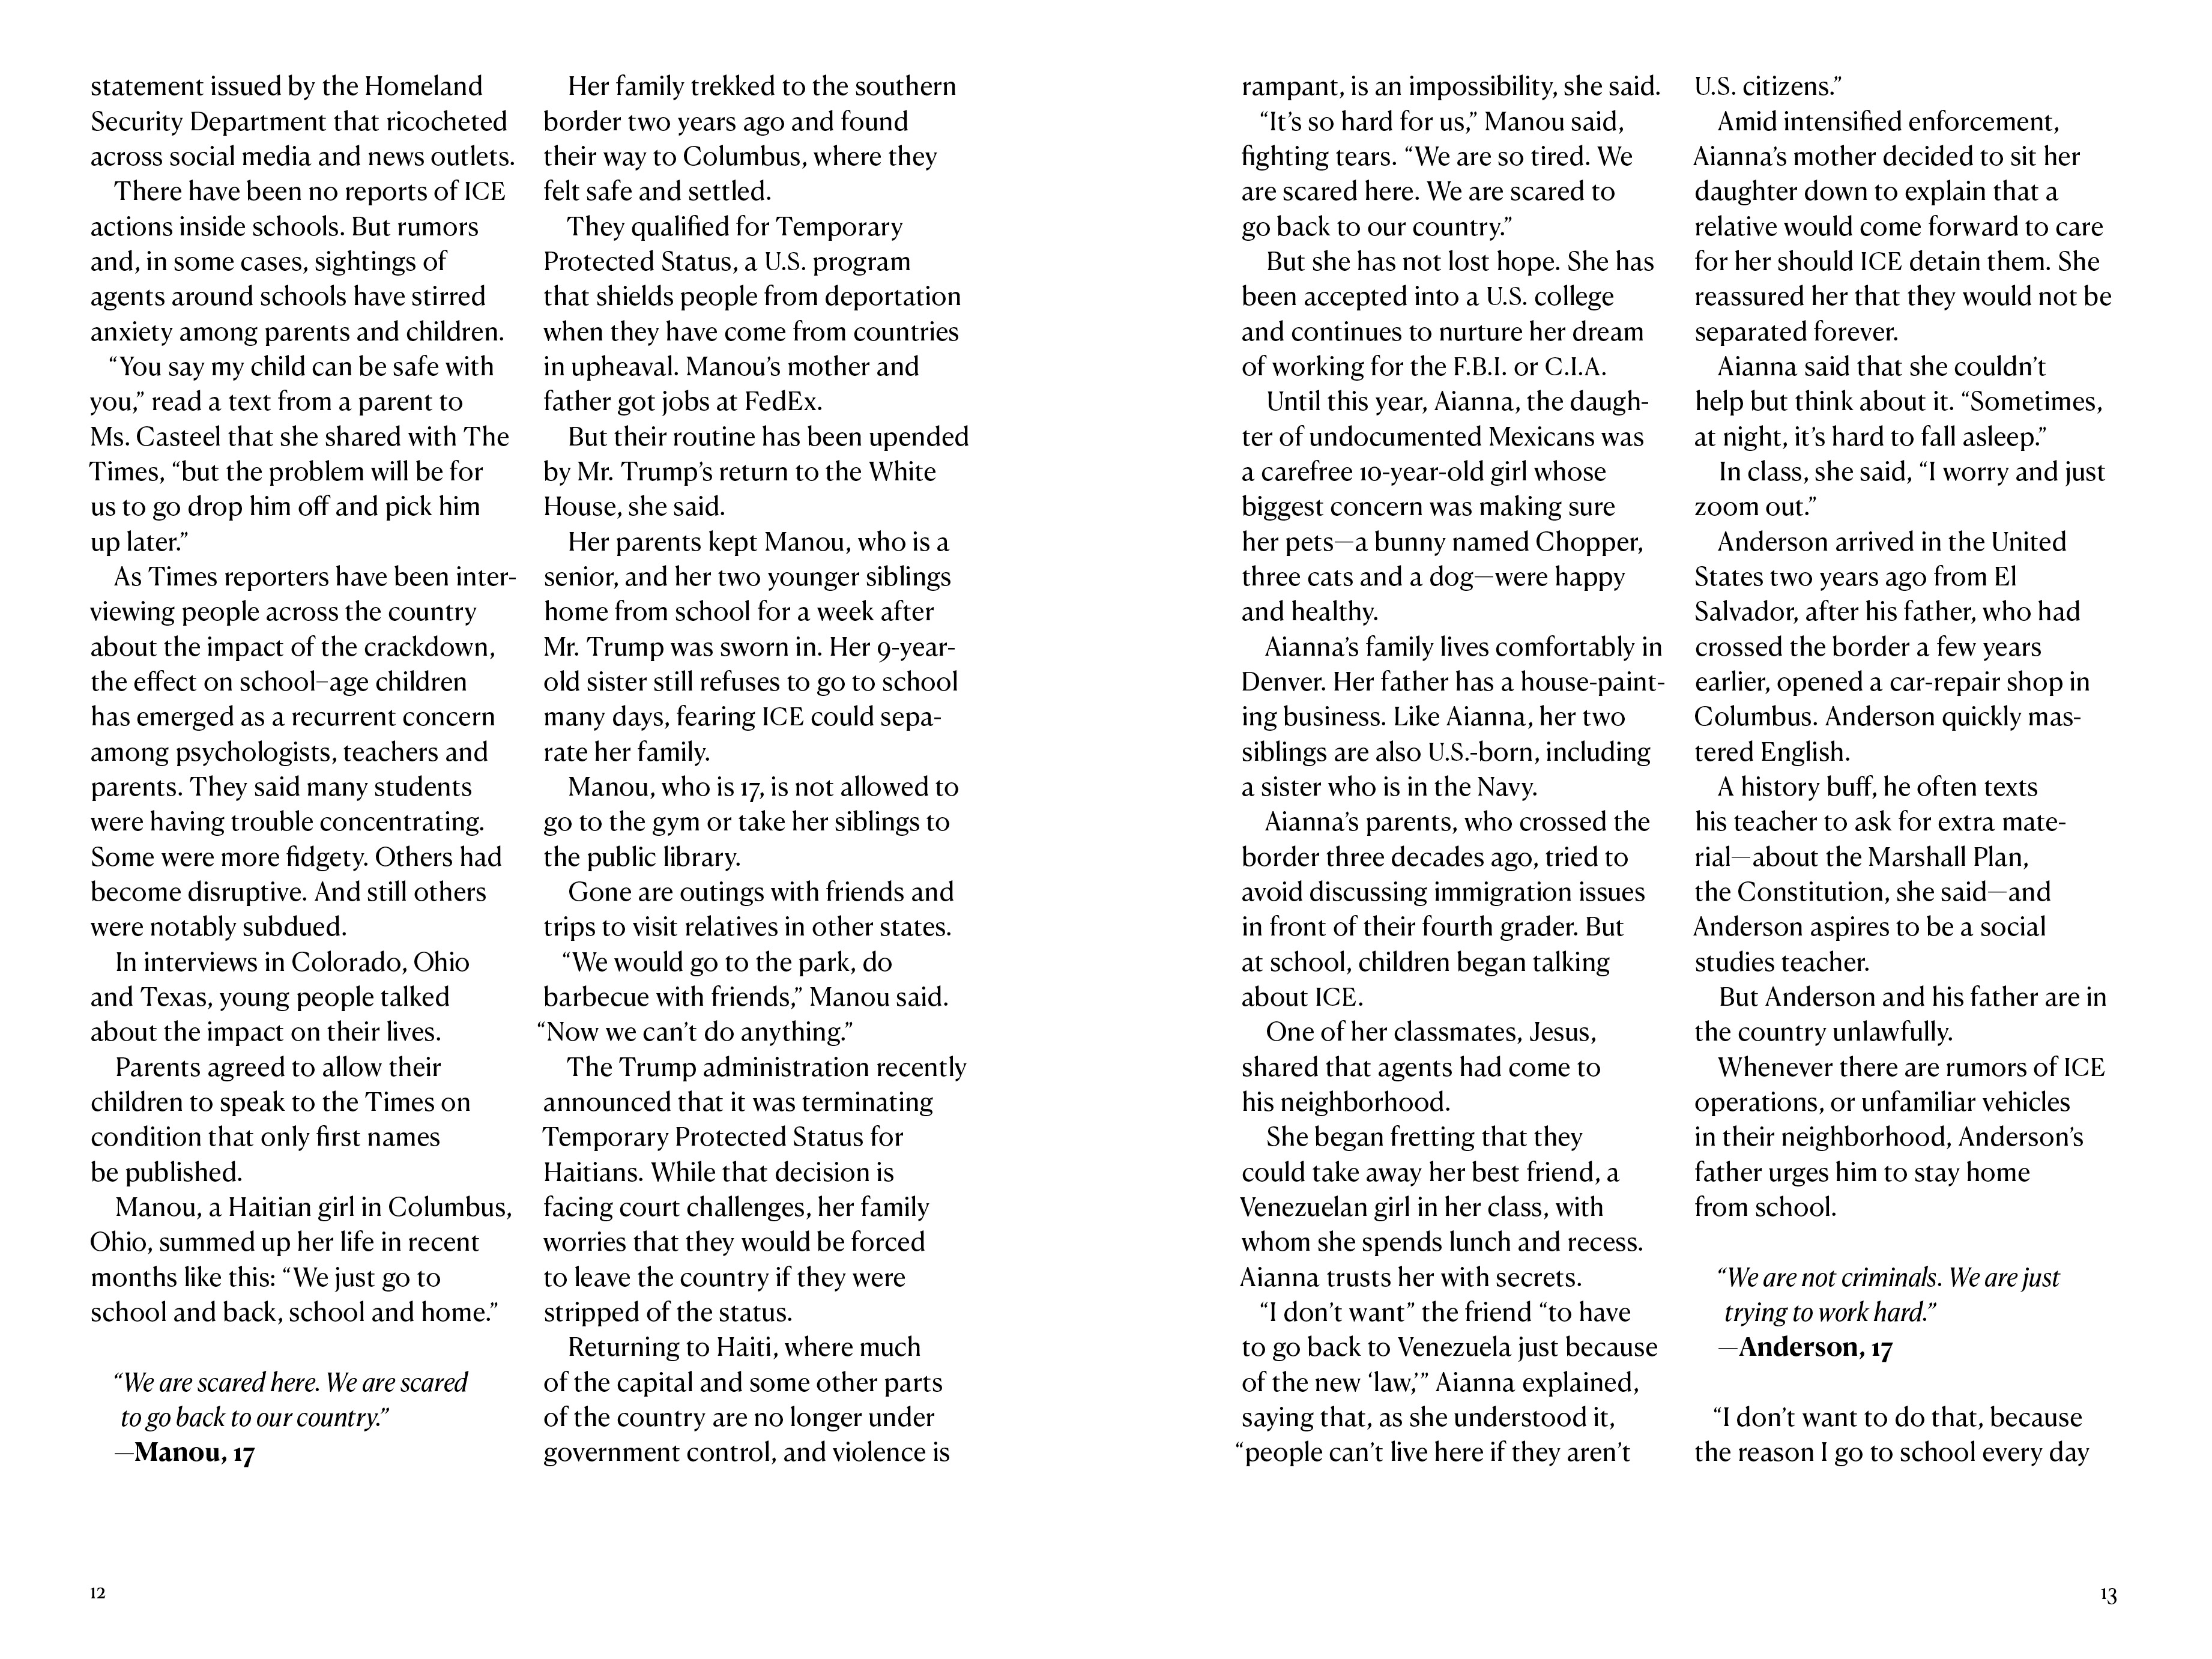 statement issued by the Homeland
Security Department that ricocheted
across social media and news outlets.
There have been no reports of ICE
actions inside schools. But rumors
and, in some cases, sightings of
agents around schools have stirred
anxiety among parents and children.
“You say my child can be safe with
you,” read a text from a parent to
Ms. Casteel that she shared with The
Times, “but the problem will be for
us to go drop him off and pick him
up later.”
As Times reporters have been inter-
viewing people across the country
about the impact of the crackdown,
the effect on school–age children
has emerged as a recurrent concern
among psychologists, teachers and
parents. They said many students
were having trouble concentrating.
Some were more fidgety. Others had
become disruptive. And still others
were notably subdued.
In interviews in Colorado, Ohio
and Texas, young people talked
about the impact on their lives.
Parents agreed to allow their
children to speak to the Times on
condition that only first names
be published.
Manou, a Haitian girl in Columbus,
Ohio, summed up her life in recent
months like this: “We just go to
school and back, school and home.”
“We are scared here. We are scared
to go back to our country.”
—Manou, 17
Her family trekked to the southern
border two years ago and found
their way to Columbus, where they
felt safe and settled.
They qualified for Temporary
Protected Status, a U.S. program
that shields people from deportation
when they have come from countries
in upheaval. Manou’s mother and
father got jobs at FedEx.
But their routine has been upended
by Mr. Trump’s return to the White
House, she said.
Her parents kept Manou, who is a
senior, and her two younger siblings
home from school for a week after
Mr. Trump was sworn in. Her 9-year-
old sister still refuses to go to school
many days, fearing ICE could sepa-
rate her family.
Manou, who is 17, is not allowed to
go to the gym or take her siblings to
the public library.
Gone are outings with friends and
trips to visit relatives in other states.
“We would go to the park, do
barbecue with friends,” Manou said.
“Now we can’t do anything.”
The Trump administration recently
announced that it was terminating
Temporary Protected Status for
Haitians. While that decision is
facing court challenges, her family
worries that they would be forced
to leave the country if they were
stripped of the status.
Returning to Haiti, where much
of the capital and some other parts
of the country are no longer under
government control, and violence is
12
rampant, is an impossibility, she said.
“It’s so hard for us,” Manou said,
fighting tears. “We are so tired. We
are scared here. We are scared to
go back to our country.”
But she has not lost hope. She has
been accepted into a U.S. college
and continues to nurture her dream
of working for the F.B.I. or C.I.A.
Until this year, Aianna, the daugh-
ter of undocumented Mexicans was
a carefree 10-year-old girl whose
biggest concern was making sure
her pets—a bunny named Chopper,
three cats and a dog—were happy
and healthy.
Aianna’s family lives comfortably in
Denver. Her father has a house-paint-
ing business. Like Aianna, her two
siblings are also U.S.-born, including
a sister who is in the Navy.
Aianna’s parents, who crossed the
border three decades ago, tried to
avoid discussing immigration issues
in front of their fourth grader. But
at school, children began talking
about ICE.
One of her classmates, Jesus,
shared that agents had come to
his neighborhood.
She began fretting that they
could take away her best friend, a
Venezuelan girl in her class, with
whom she spends lunch and recess.
Aianna trusts her with secrets.
“I don’t want” the friend “to have
to go back to Venezuela just because
of the new ‘law,’” Aianna explained,
saying that, as she understood it,
“people can’t live here if they aren’t
U.S. citizens.”
Amid intensified enforcement,
Aianna’s mother decided to sit her
daughter down to explain that a
relative would come forward to care
for her should ICE detain them. She
reassured her that they would not be
separated forever.
Aianna said that she couldn’t
help but think about it. “Sometimes,
at night, it’s hard to fall asleep.”
In class, she said, “I worry and just
zoom out.”
Anderson arrived in the United
States two years ago from El
Salvador, after his father, who had
crossed the border a few years
earlier, opened a car-repair shop in
Columbus. Anderson quickly mas-
tered English.
A history buff, he often texts
his teacher to ask for extra mate-
rial—about the Marshall Plan,
the Constitution, she said—and
Anderson aspires to be a social
studies teacher.
But Anderson and his father are in
the country unlawfully.
Whenever there are rumors of ICE
operations, or unfamiliar vehicles
in their neighborhood, Anderson’s
father urges him to stay home
from school.
“We are not criminals. We are just
trying to work hard.”
—Anderson, 17
“I don’t want to do that, because
the reason I go to school every day
13